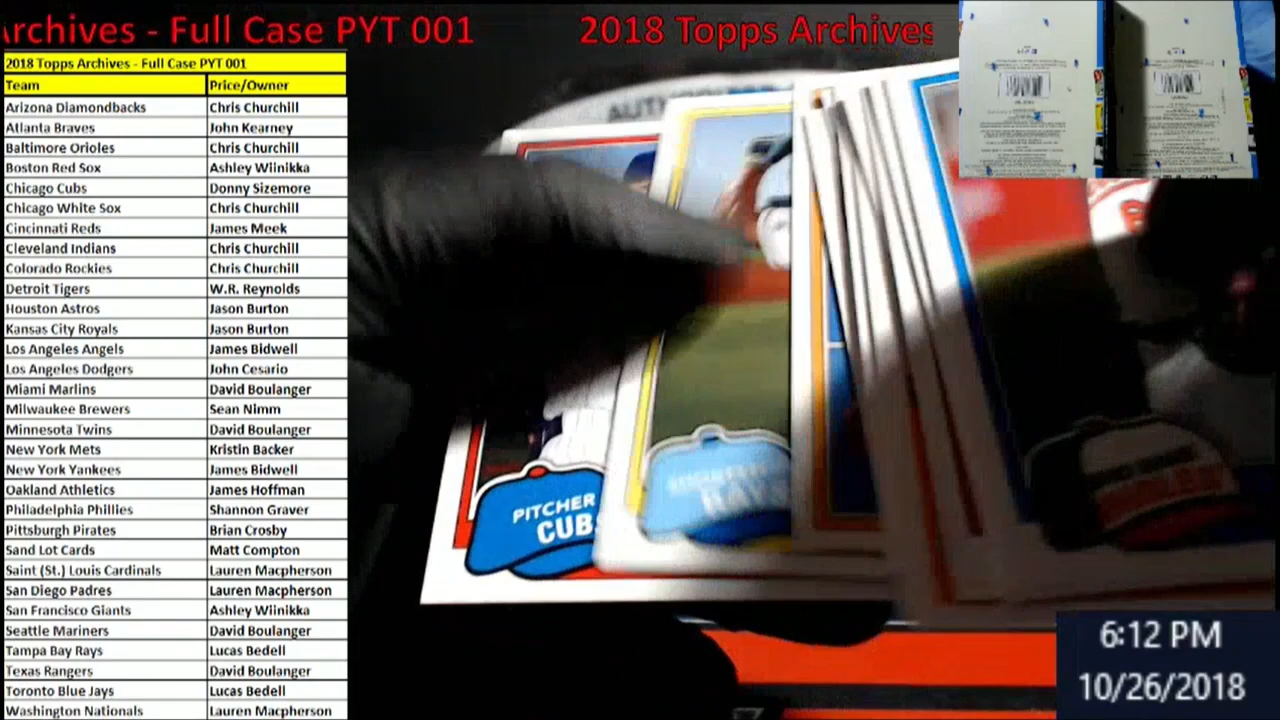 Archives - Full Case PYT 001 2018 Topps Archives
2018 Topps Archives - Full Case PYT 001
Team Price/Owner
Arizona Diamondbacks Chris Churchill
Atlanta Braves John Kearney
Baltimore Orioles Chris Churchill
Boston Red Sox Ashley Wiinikka
Chicago Cubs Donny Sizemore
Chicago White Sox Chris Churchill
Cincinnati Reds James Meek
Cleveland Indians Chris Churchill
Colorado Rockies Chris Churchill
Detroit Tigers W.R. Reynolds
Houston Astros Jason Burton
Kansas City Royals Jason Burton
Los Angeles Angels James Bidwell
Los Angeles Dodgers John Cesario
Miami Marlins David Boulanger
Milwaukee Brewers Sean Nimm
Minnesota Twins David Boulanger
New York Mets Kristin Backer
New York Yankees James Bidwell
Oakland Athletics James Hoffman
Philadelphia Phillies Shannon Graver
Pittsburgh Pirates Brian Crosby
Sand Lot Cards Matt Compton
Saint (St.) Louis Cardinals Lauren Macpherson
San Diego Padres Lauren Macpherson
San Francisco Giants Ashley Wiinikka
Seattle Mariners David Boulanger
Tampa Bay Rays Lucas Bedell
Texas Rangers David Boulanger
Toronto Blue Jays Lucas Bedell
Washington Nationals Lauren Macpherson
PITCHER
CUBS
RAYS
6:12 PM
10/26/2018